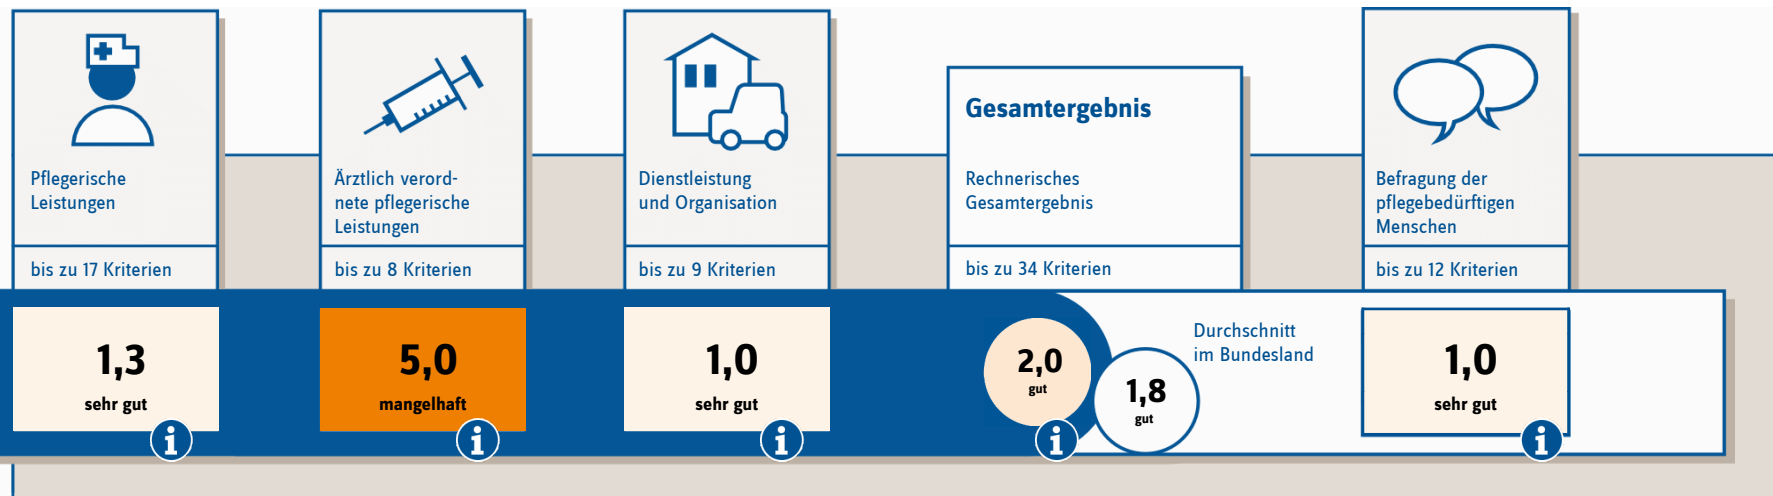 Pflegerische
Leistungen
bis zu 17 Kriterien
1,3
sehr gut
i
Ärztlich verord-
nete pflegerische
Leistungen
bis zu 8 Kriterien
5,0
mangelhaft
i
Dienstleistung
und Organisation
bis zu 9 Kriterien
1,0
sehr gut
i
Gesamtergebnis
Rechnerisches
Gesamtergebnis
bis zu 34 Kriterien
2,0
gut
i
1,8
gut
Durchschnitt
im Bundesland
Befragung der
pflegebedürftigen
Menschen
bis zu 12 Kriterien
1,0
sehr gut
i